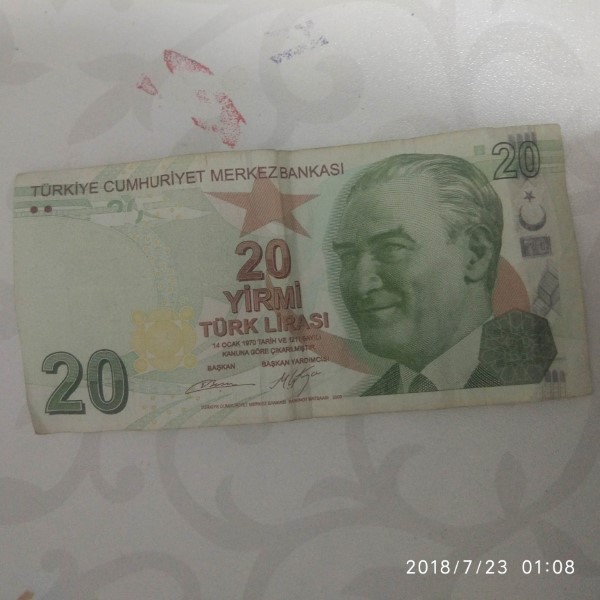 TÜRKİYE CUMHURİYET MERKEZ BANKASI
20
20
YİRMİ
TÜRK LİRASI
14 OCAK 1970 TARİH VE 1211 SAYILI
KANUNA GÖRE ÇIKARILMIŞTIR.
BAŞKAN BAŞKAN YARDIMCISI
20
2018/7/23 01:08